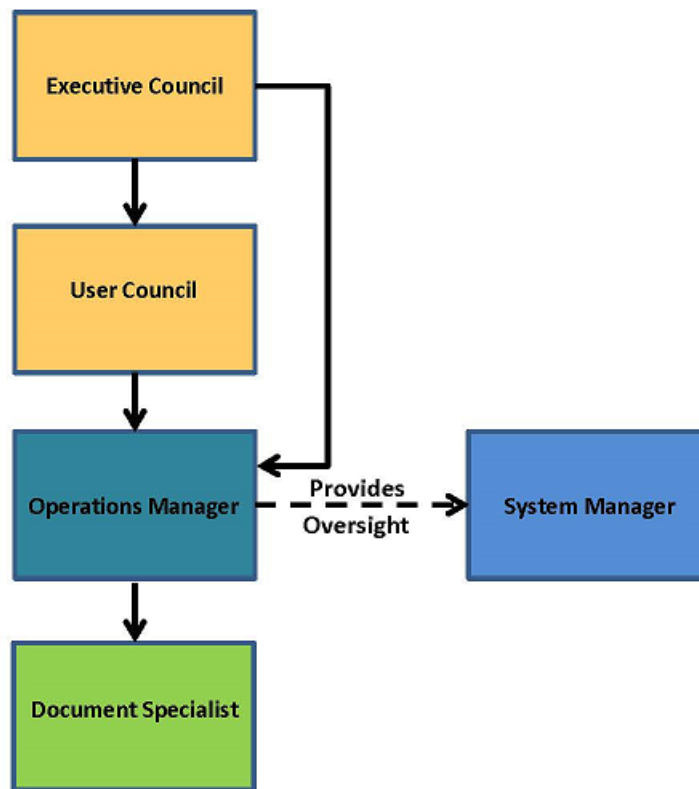 Executive Council
User Council
Operations Manager
Provides
Oversight
System Manager
Document Specialist